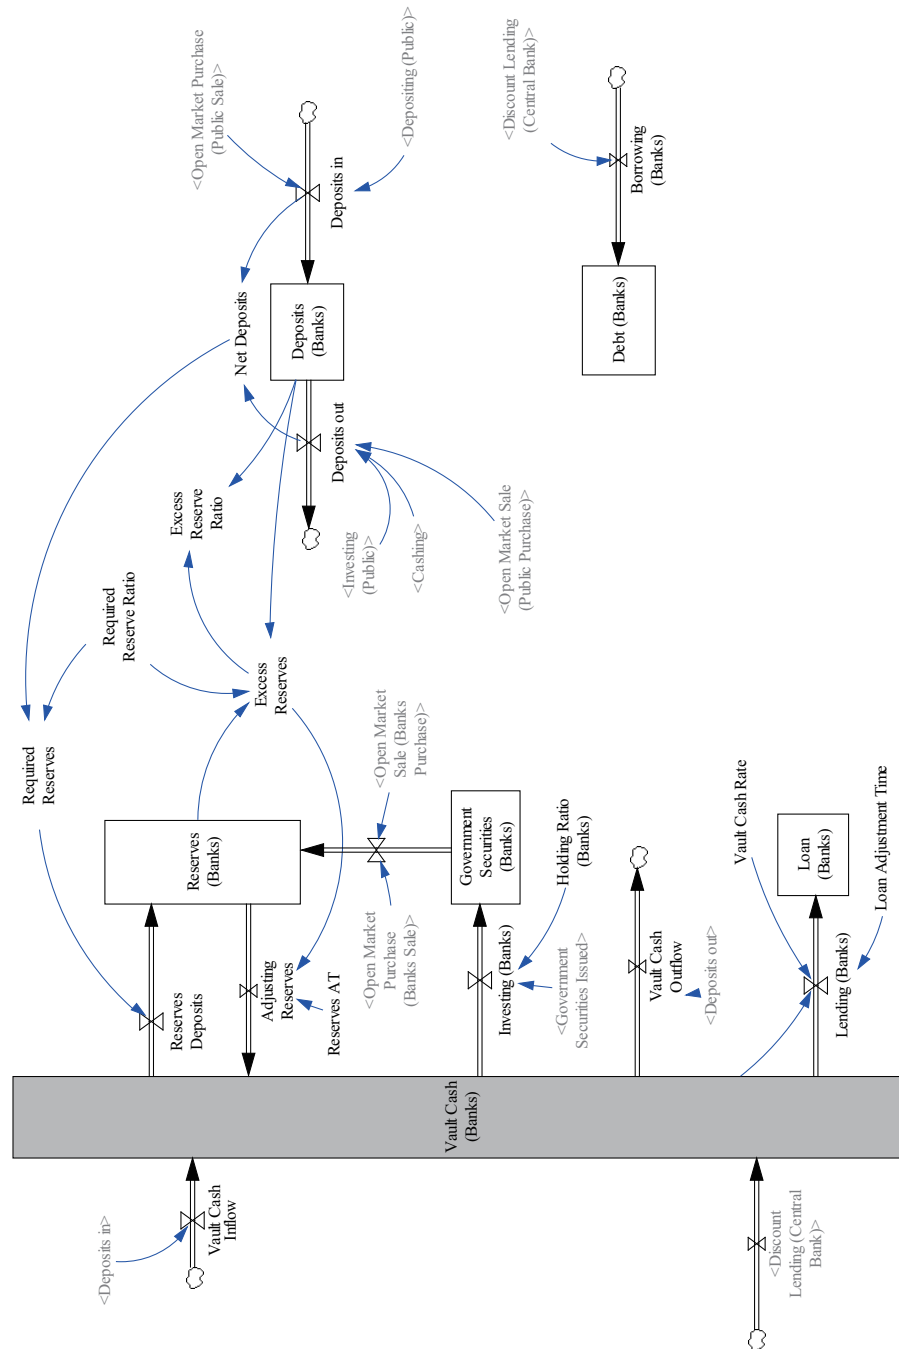 <Deposits in>
Vault Cash
Inflow
<Discount
Lending (Central
Bank)>
Vault Cash
(Banks)
Required
Reserves
Reserves
Deposits
Adjusting
Reserves
Reserves AT
Reserves
(Banks)
<Open Market
Purchase
(Banks Sale)>
<Open Market
Sale (Banks
Purchase)>
Government
Securities
(Banks)
Investing (Banks)
<Government
Securities Issued>
Holding Ratio
(Banks)
Vault Cash
Outflow
<Deposits out>
Vault Cash Rate
Lending (Banks)
Loan
(Banks)
Loan Adjustment Time
Required
Reserve Ratio
Excess
Reserves
Excess
Reserve
Ratio
Net Deposits
Deposits
(Banks)
Deposits out
<Investing
(Public)>
<Cashing>
<Open Market Sale
(Public Purchase)>
Deposits in
<Open Market Purchase
(Public Sale)>
<Depositing (Public)>
<Discount Lending
(Central Bank)>
Borrowing
(Banks)
Debt (Banks)